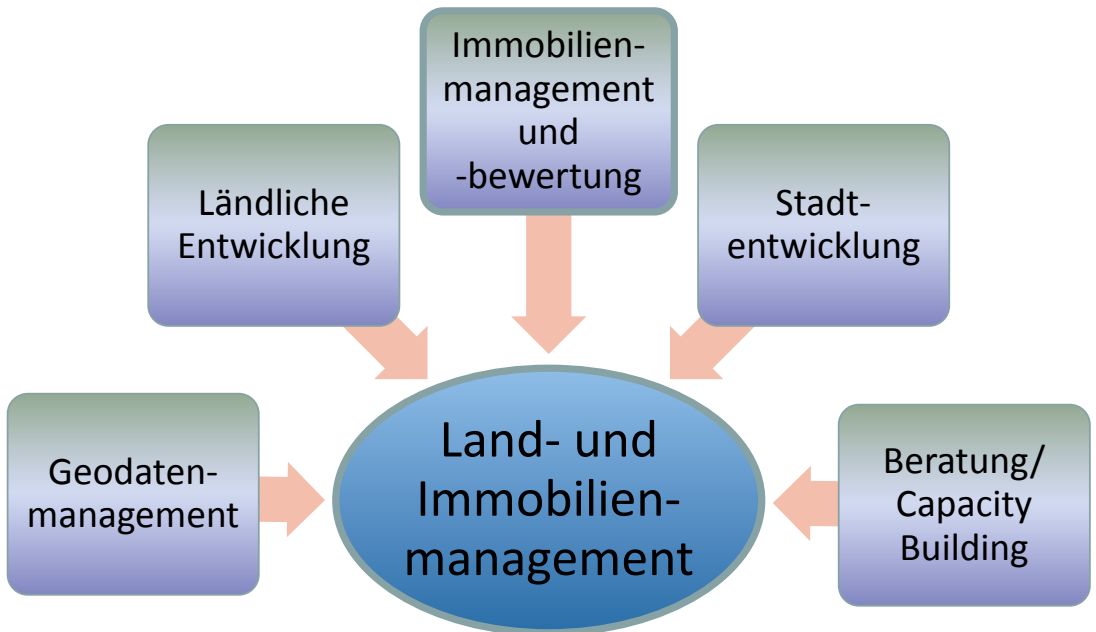 Immobilien-
management
und
-bewertung
Ländliche
Entwicklung
Stadt-
entwicklung
Geodaten-
management
Land- und
Immobilien-
management
Beratung/
Capacity
Building